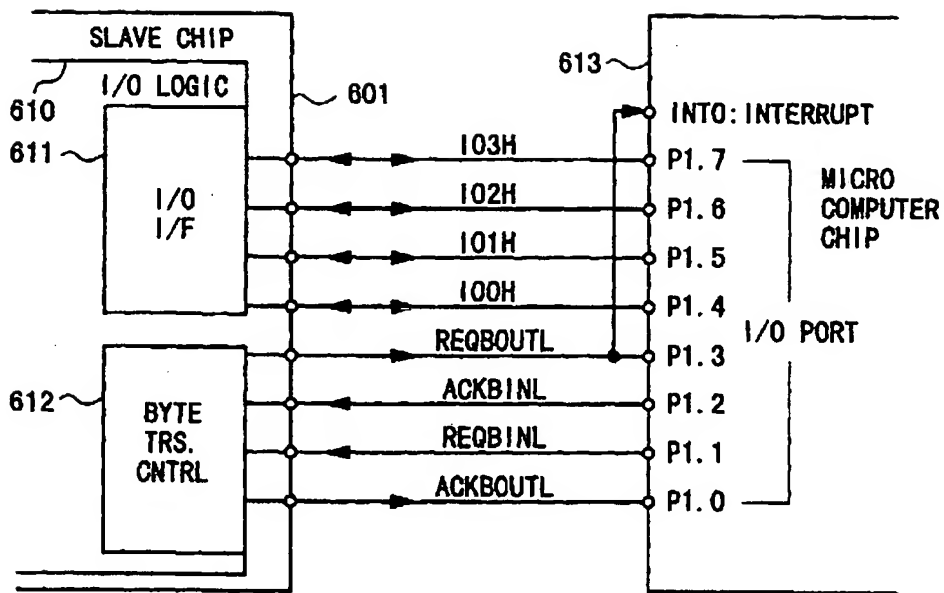 SLAVE CHIP
610
I/O LOGIC
611
I/O
I/F
601
613
INT0: INTERRUPT
IO3H
P1.7
IO2H
P1.6
IO1H
P1.5
IO0H
P1.4
REQBOUTL
P1.3
ACKBINL
P1.2
REQBINL
P1.1
ACKBOUTL
P1.0
MICRO
COMPUTER
CHIP
I/O PORT
612
BYTE
TRS.
CNTRL